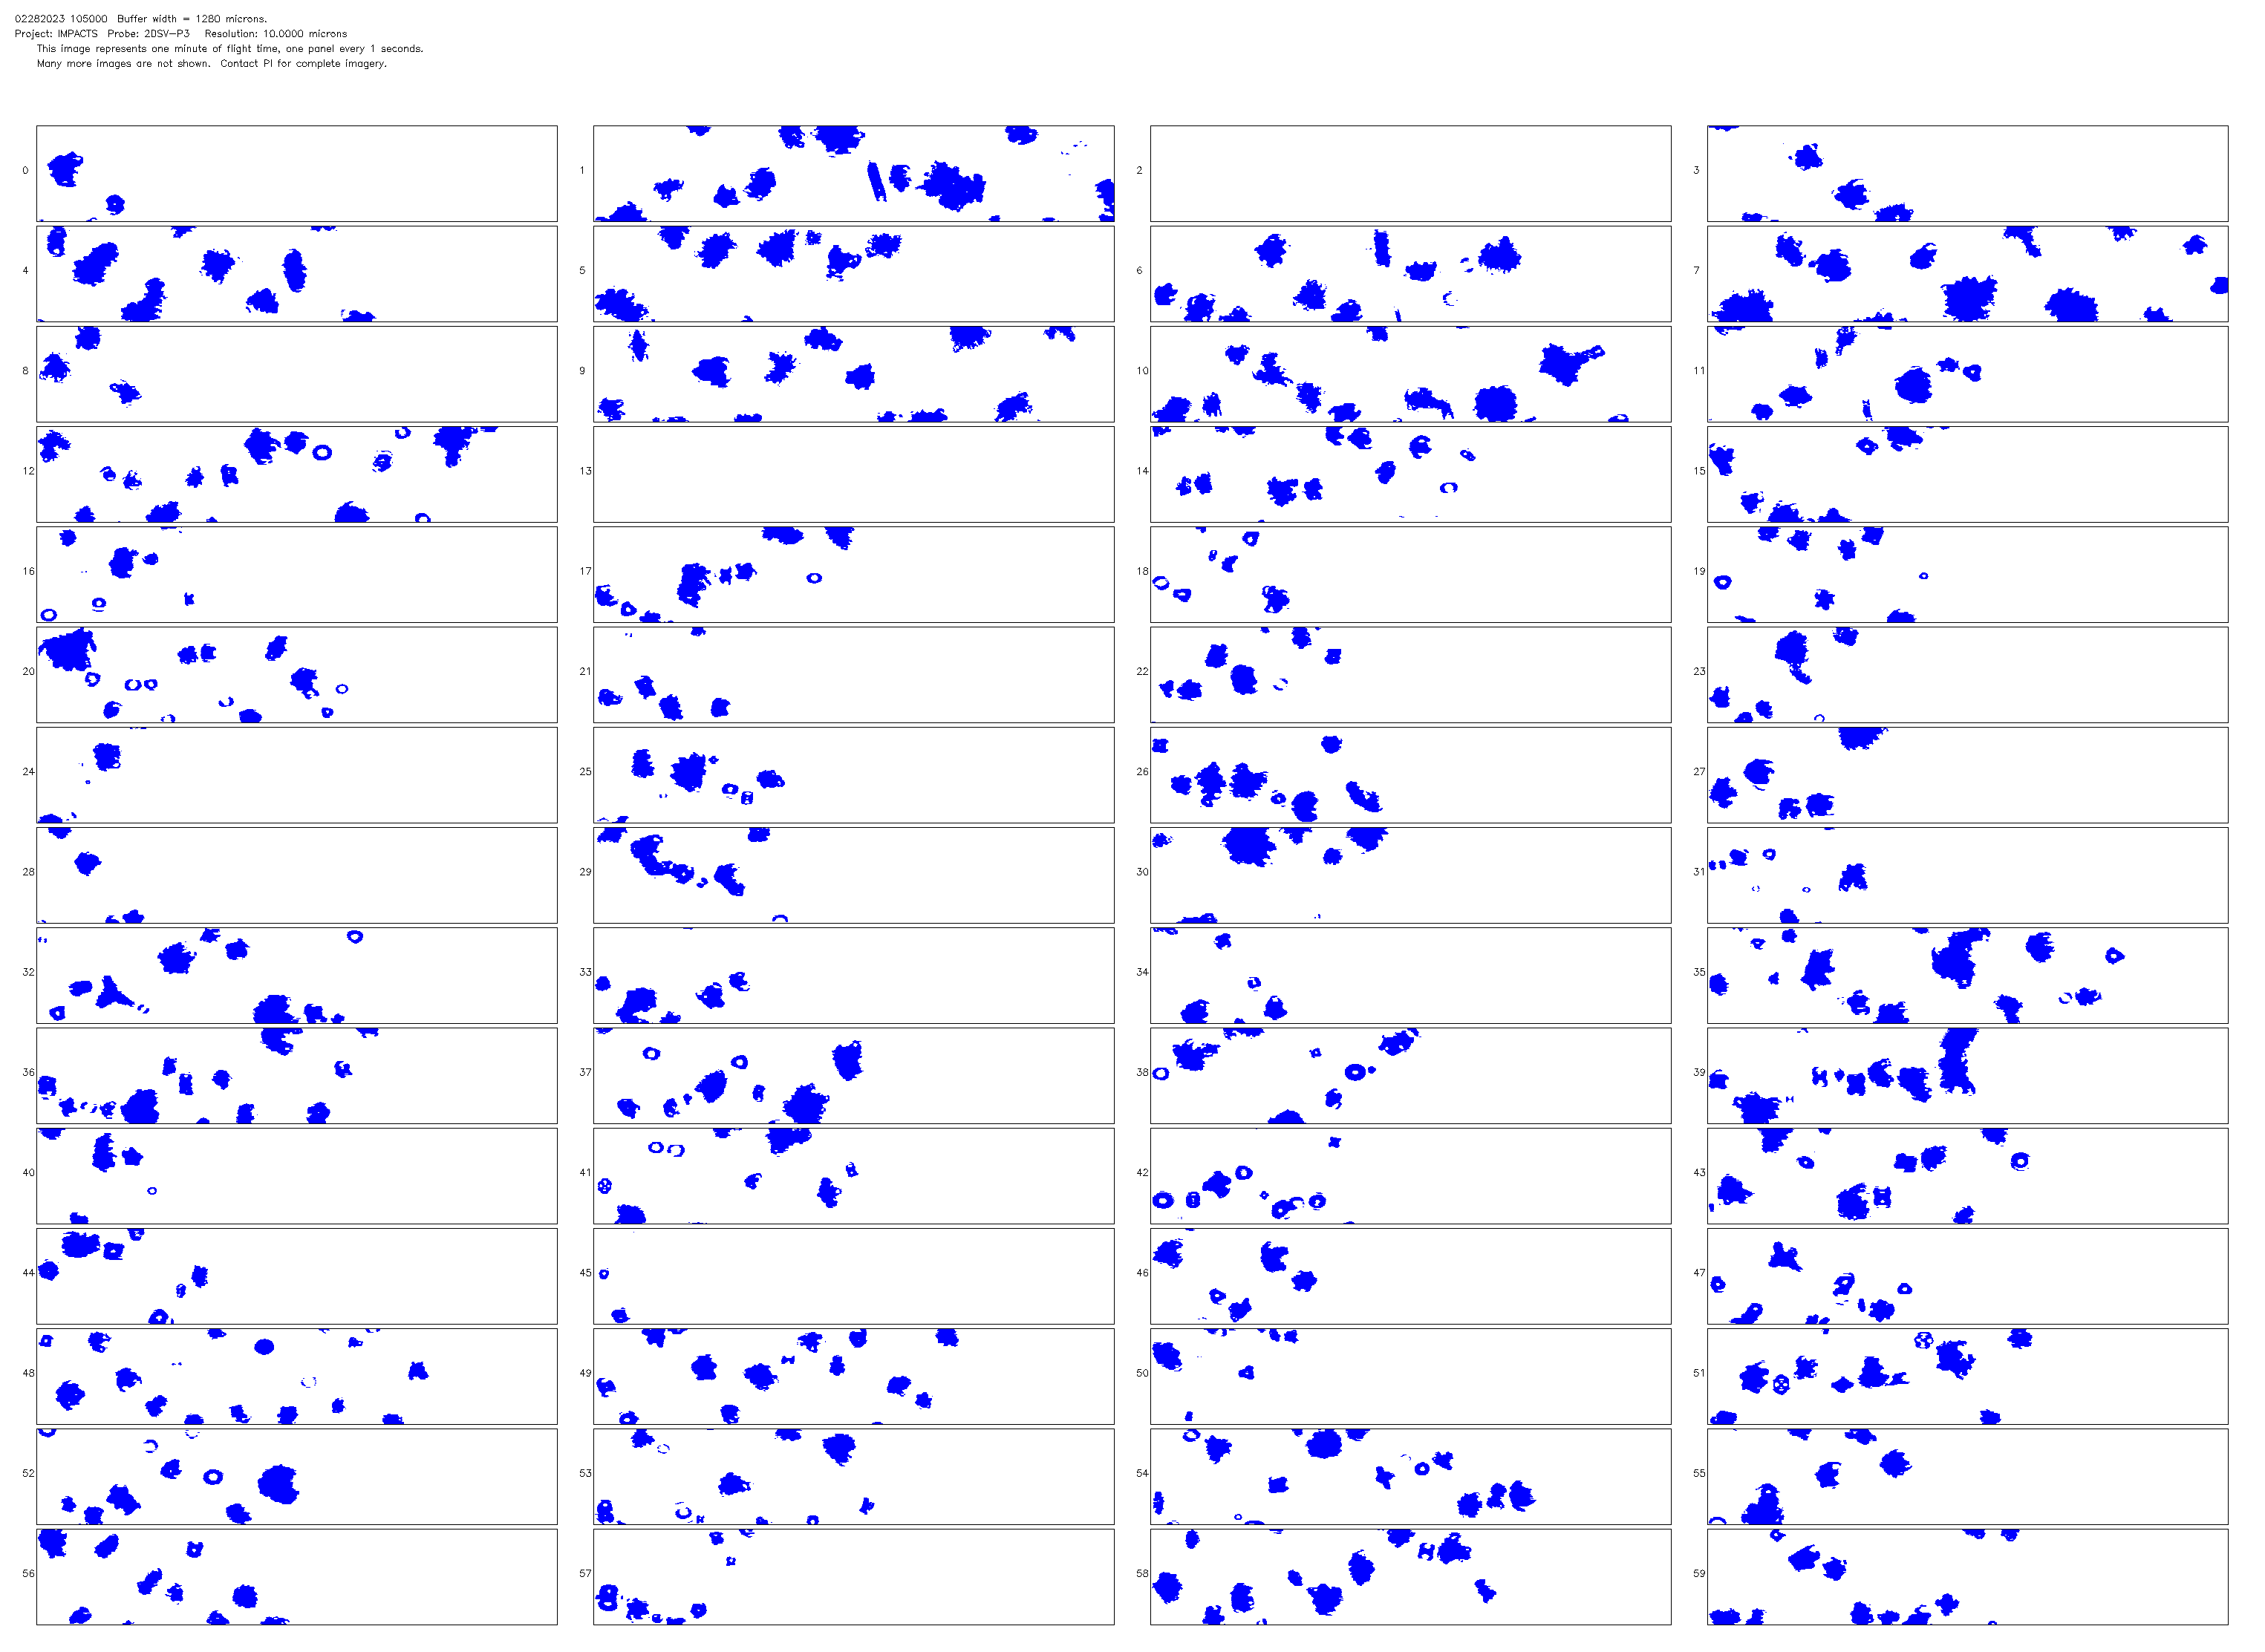 02282023 105000  Buffer width = 1280 microns.
Project: IMPACTS  Probe: 2DSV-P3  Resolution: 10.0000 microns
This image represents one minute of flight time, one panel every 1 seconds.
Many more images are not shown.  Contact PI for complete imagery.
0 1 2 3
4 5 6 7
8 9 10 11
12 13 14 15
16 17 18 19
20 21 22 23
24 25 26 27
28 29 30 31
32 33 34 35
36 37 38 39
40 41 42 43
44 45 46 47
48 49 50 51
52 53 54 55
56 57 58 59